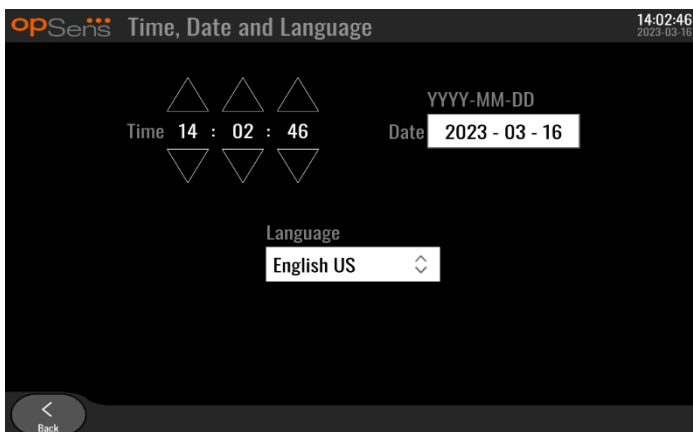 opSens Time, Date and Language 14:02:46
2023-03-16
YYYY-MM-DD
Time 14 : 02 : 46 Date 2023 - 03 - 16
Language
English US
Back